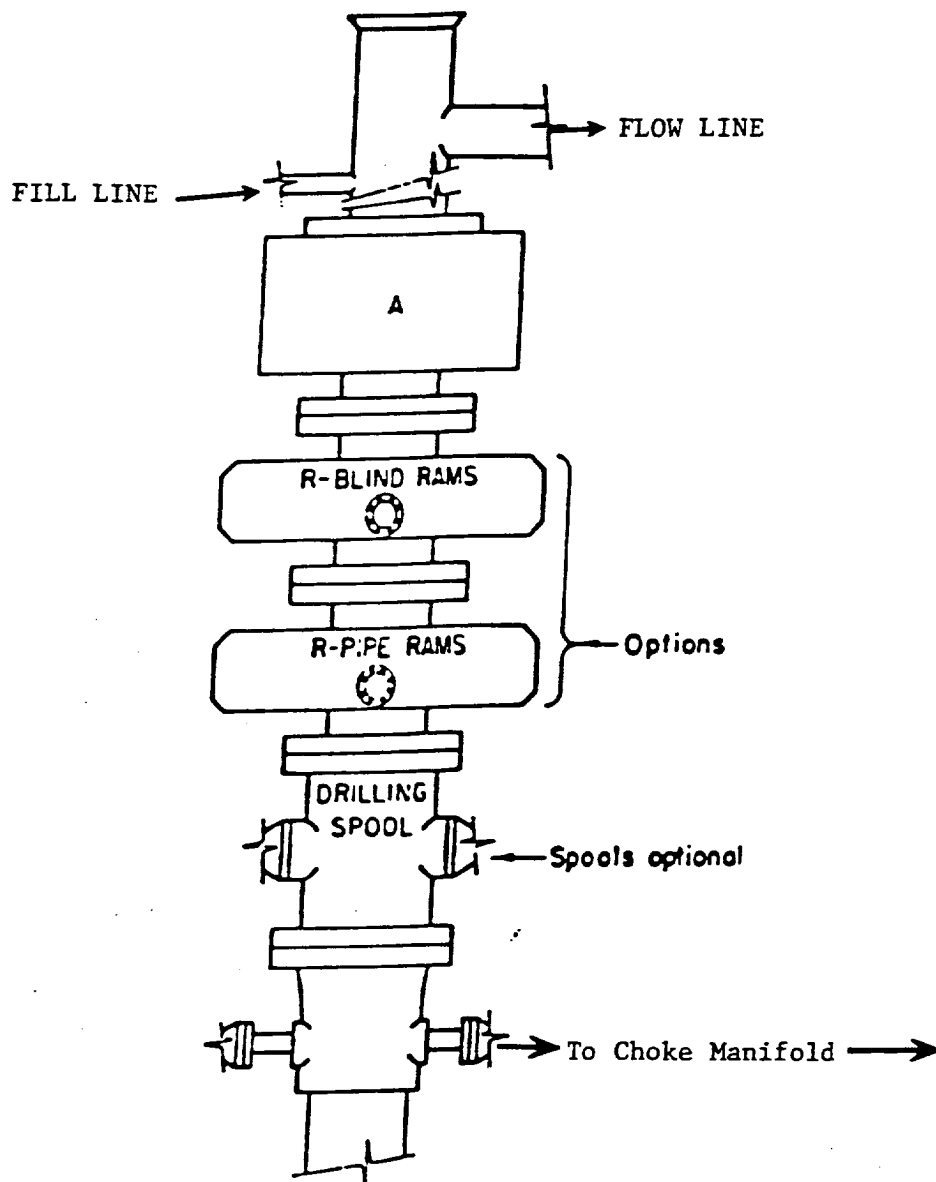 FLOW LINE
FILL LINE
A
R-BLIND RAMS
R-PIPE RAMS
Options
DRILLING
SPOOL
Spools optional
To Choke Manifold